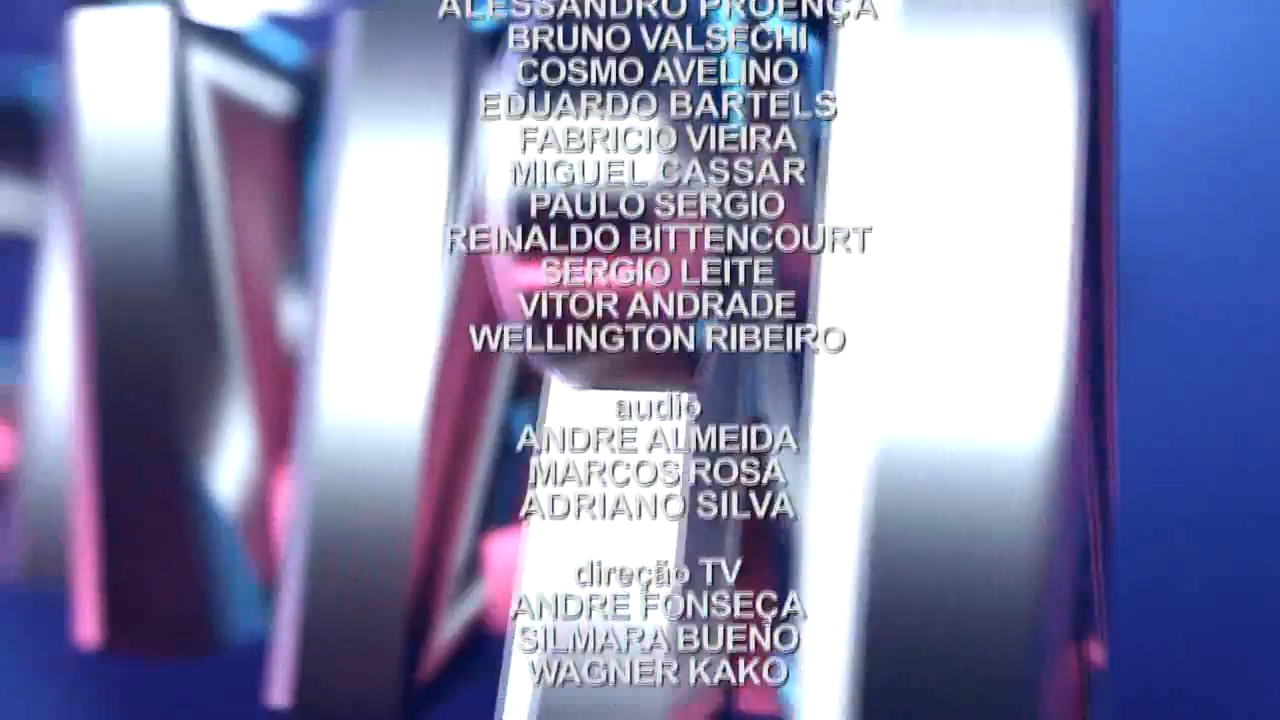 ALESSANDRO PROENÇA
BRUNO VALSECHI
COSMO AVELINO
EDUARDO BARTELS
FABRICIO VIEIRA
MIGUEL CASSAR
PAULO SERGIO
REINALDO BITTENCOURT
SERGIO LEITE
VITOR ANDRADE
WELLINGTON RIBEIRO
audio
ANDRE ALMEIDA
MARCOS ROSA
ADRIANO SILVA
direção TV
ANDRE FONSECA
SILMARA BUENO
WAGNER KAKO